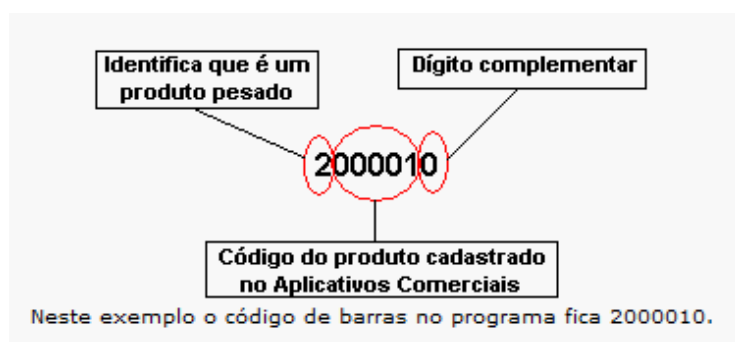 Identifica que é um
produto pesado
Dígito complementar
2000010
Código do produto cadastrado
no Aplicativos Comerciais
Neste exemplo o código de barras no programa fica 2000010.